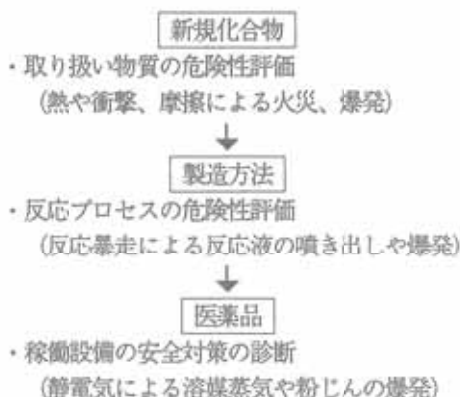 新規化合物
・取り扱い物質の危険性評価
(熱や衝撃、摩擦による火災、爆発)
↓
製造方法
・反応プロセスの危険性評価
(反応暴走による反応液の噴き出しや爆発)
↓
医薬品
・稼働設備の安全対策の診断
(静電気による溶媒蒸気や粉じんの爆発)